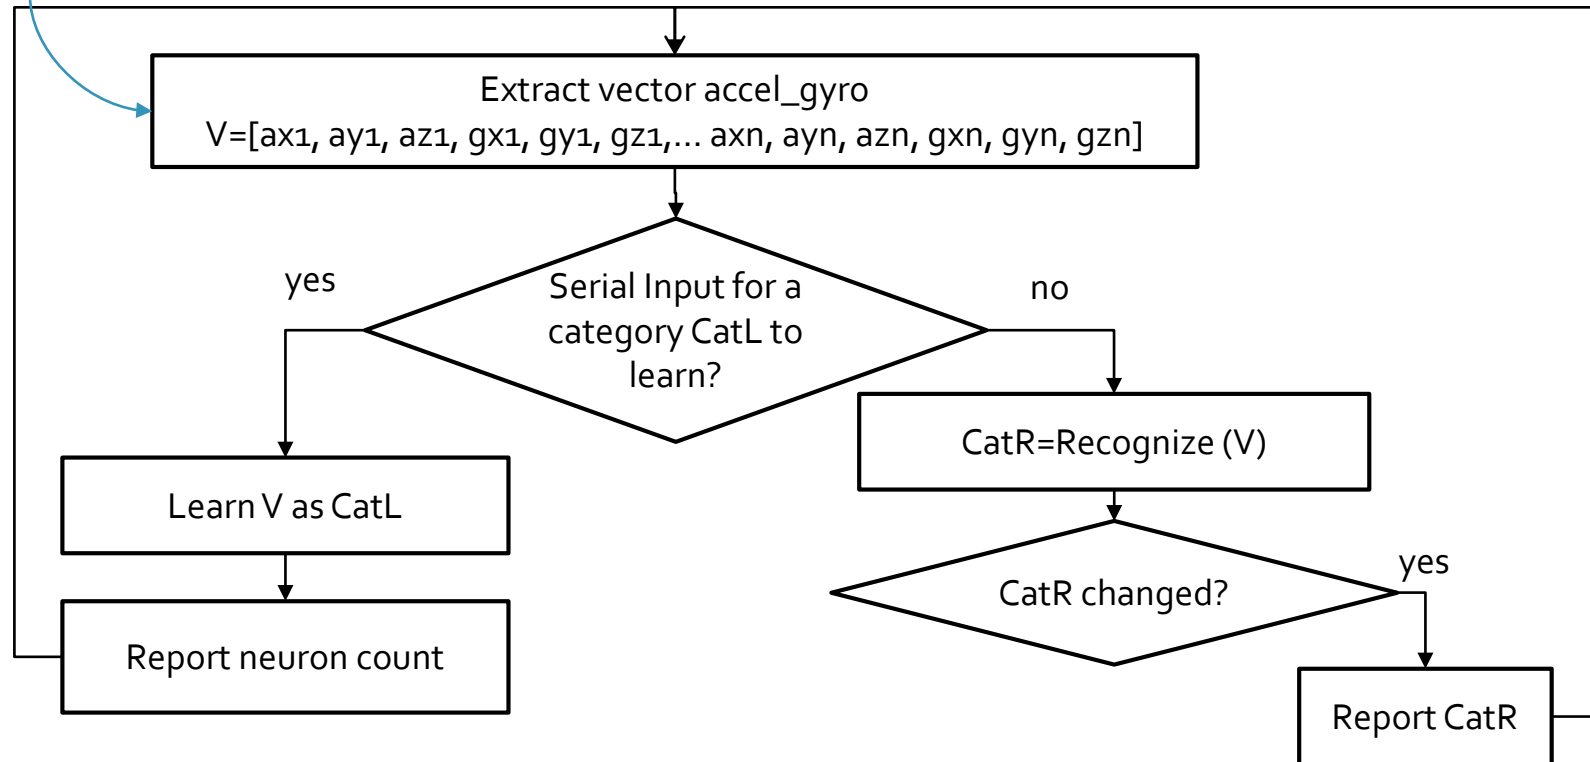 Extract vector accel_gyro
V=[ax1, ay1, az1, gx1, gy1, gz1,... axn, ayn, azn, gxn, gyn, gzn]
yes
Serial Input for a
category CatL to
learn?
no
CatR=Recognize (V)
Learn V as CatL
CatR changed?
yes
Report neuron count
Report CatR